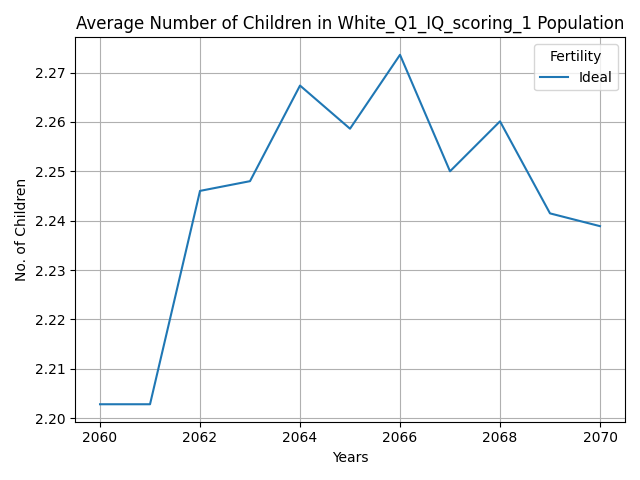 Average Number of Children in White_Q1_IQ_scoring_1 Population
Fertility
Ideal
2.27
2.26
2.25
2.24
2.23
2.22
2.21
2.20
No. of Children
2060
2062
2064
2066
2068
2070
Years